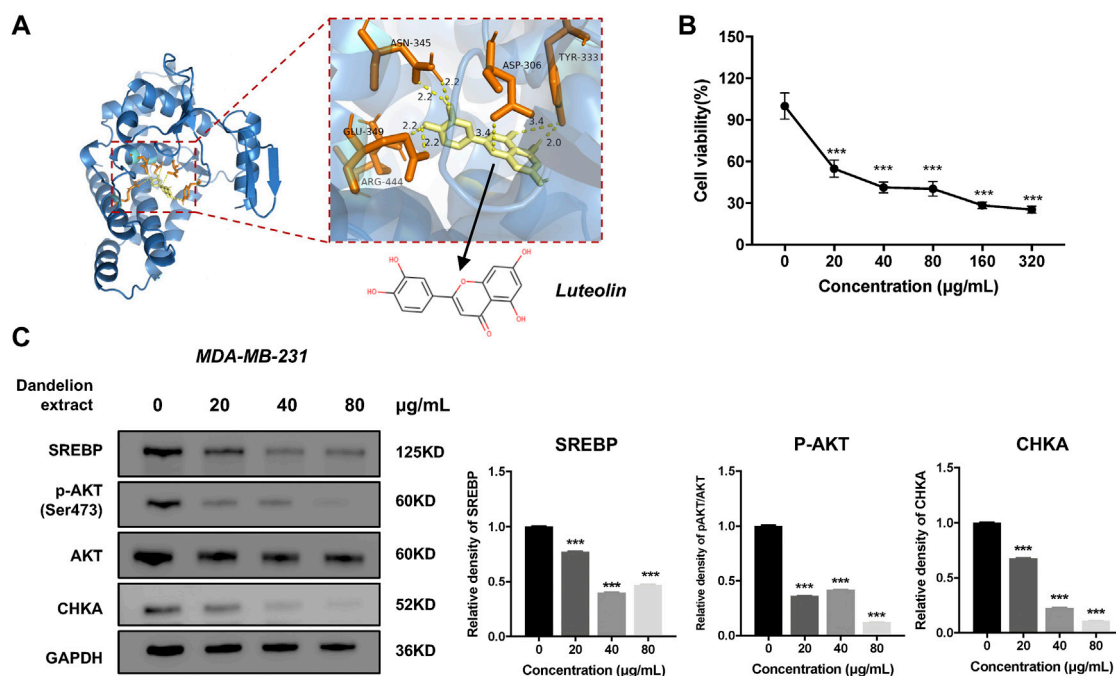 A
ASN-345
ASP-306
TYR-333
2.2
2.2
GLU-349
2.2
2.2
3.4
3.4
2.0
ARG-444
HO
HO
O
OH
O
OH
Luteolin
B
Cell viability(%)
150
120
90
60
30
0
***
***
***
***
***
0 20 40 80 160 320
Concentration (μg/mL)
C
MDA-MB-231
Dandelion
extract
0 20 40 80 μg/mL
SREBP 125KD
p-AKT
(Ser473)
60KD
AKT 60KD
CHKA 52KD
GAPDH 36KD
SREBP
Relative density of SREBP
1.5
1.0
0.5
0.0
***
***
***
0 20 40 80
Concentration (μg/mL)
P-AKT
Relative density of pAKT/AKT
1.5
1.0
0.5
0.0
***
***
***
0 20 40 80
Concentration (μg/mL)
CHKA
Relative density of CHKA
1.5
1.0
0.5
0.0
***
***
***
0 20 40 80
Concentration (μg/mL)